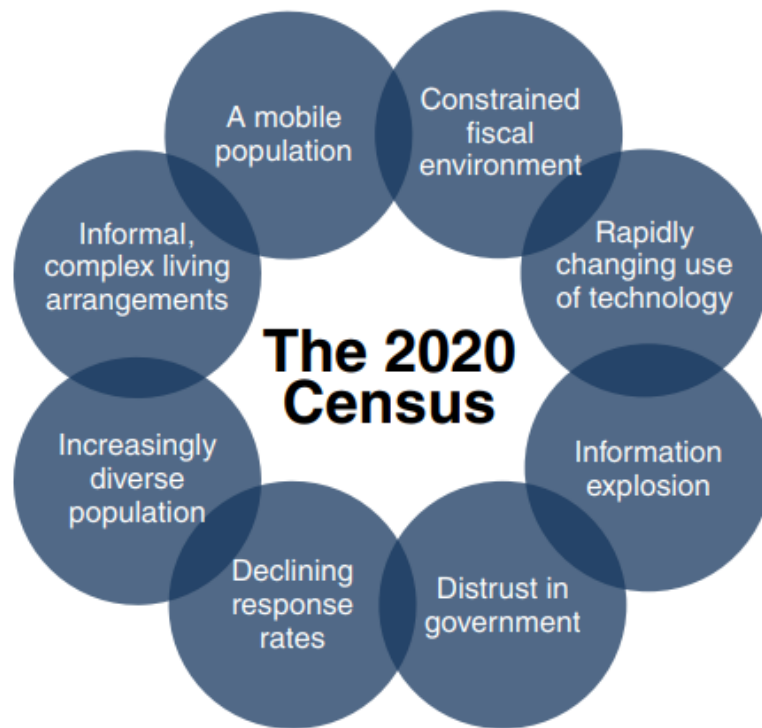 A mobile
population
Constrained
fiscal
environment
Rapidly
changing use
of technology
Information
explosion
Distrust in
government
Declining
response
rates
Increasingly
diverse
population
Informal,
complex living
arrangements
The 2020
Census